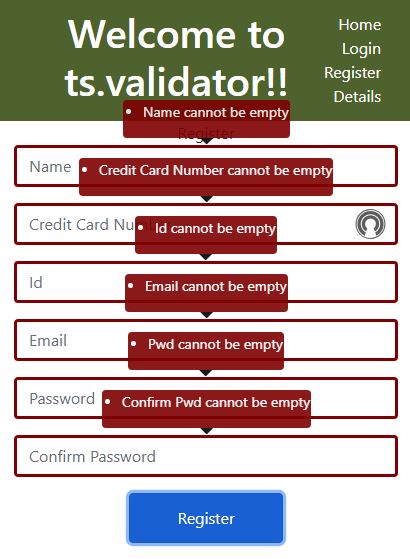 Welcome to
ts.validator!!
Home
Login
Register
Details
Name cannot be empty
Register
Name
Credit Card Number cannot be empty
Credit Card Number
Id cannot be empty
Id
Email cannot be empty
Email
Pwd cannot be empty
Password
Confirm Pwd cannot be empty
Confirm Password
Register